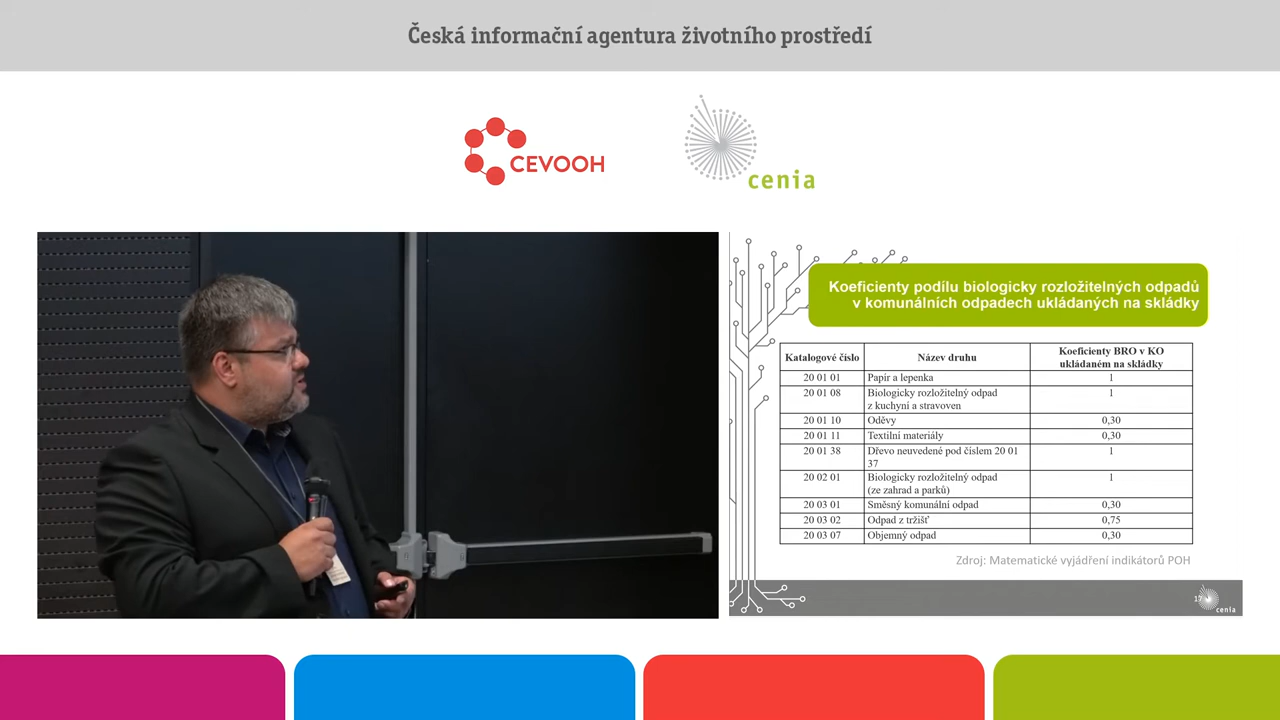 Česká informační agentura životního prostředí
CEVOOH
cenia
Koeficienty podílu biologicky rozložitelných odpadů
v komunálních odpadech ukládaných na skládky
Katalogové číslo Název druhu Koeficienty BRO v KO
ukládaném na skládky
20 01 01 Papír a lepenka 1
20 01 08 Biologicky rozložitelný odpad 1
z kuchyní a stravoven
20 01 10 Oděvy 0,30
20 01 11 Textilní materiály 0,30
20 01 38 Dřevo neuvedené pod číslem 20 01 1
37
20 02 01 Biologicky rozložitelný odpad 1
(ze zahrad a parků)
20 03 01 Směsný komunální odpad 0,30
20 03 02 Odpad z tržišť 0,75
20 03 07 Objemný odpad 0,30
Zdroj: Matematické vyjádření indikátorů POH
17
cenia